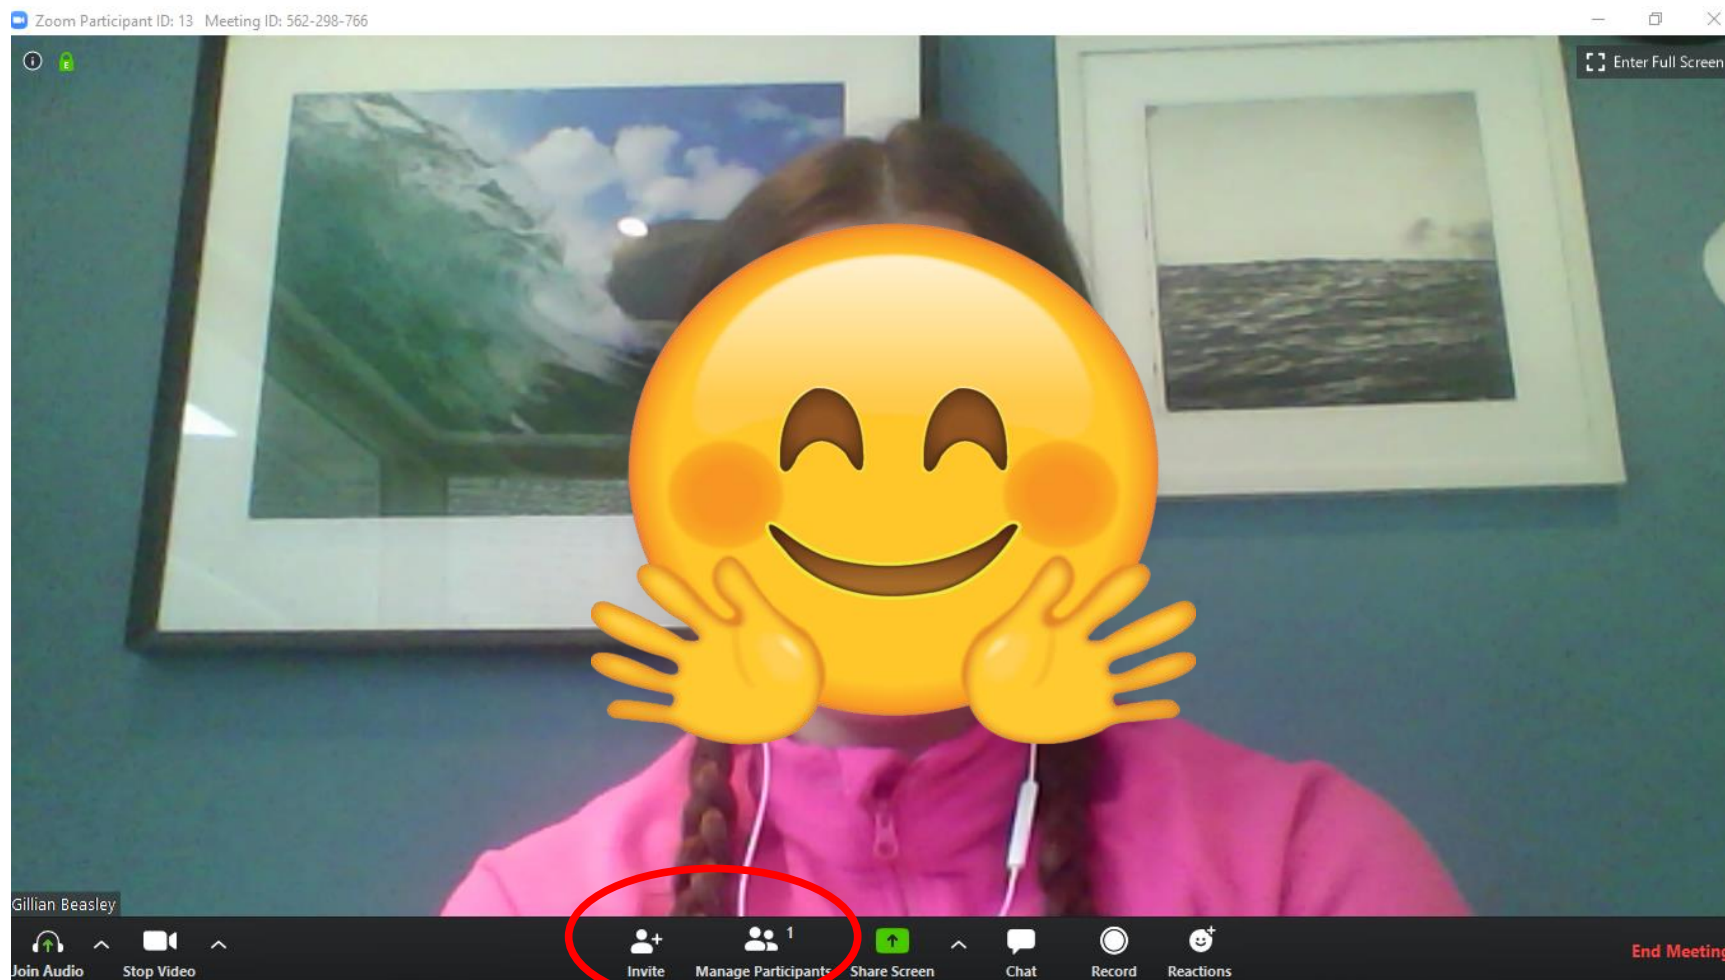 Zoom Participant ID: 13 Meeting ID: 562-298-766
Enter Full Screen
Gillian Beasley
1
Join Audio Stop Video Invite Manage Participants Share Screen Chat Record Reactions End Meeting